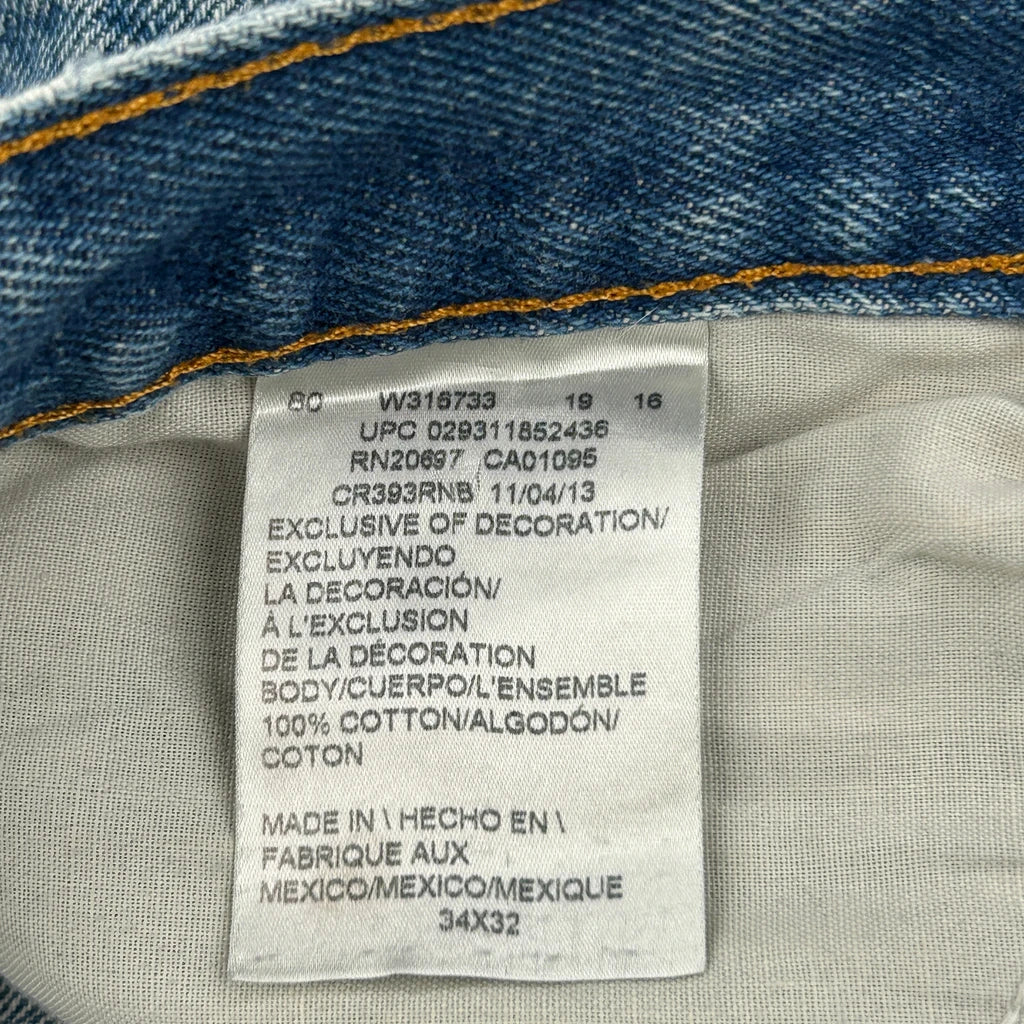 80 W316733 19 16
UPC 029311852436
RN20697 CA01095
CR393RNB 11/04/13
EXCLUSIVE OF DECORATION/
EXCLUYENDO
LA DECORACIÓN/
À L'EXCLUSION
DE LA DÉCORATION
BODY/CUERPO/L'ENSEMBLE
100% COTTON/ALGODÓN/
COTON
MADE IN \ HECHO EN \
FABRIQUE AUX
MEXICO/MEXICO/MEXIQUE
34X32